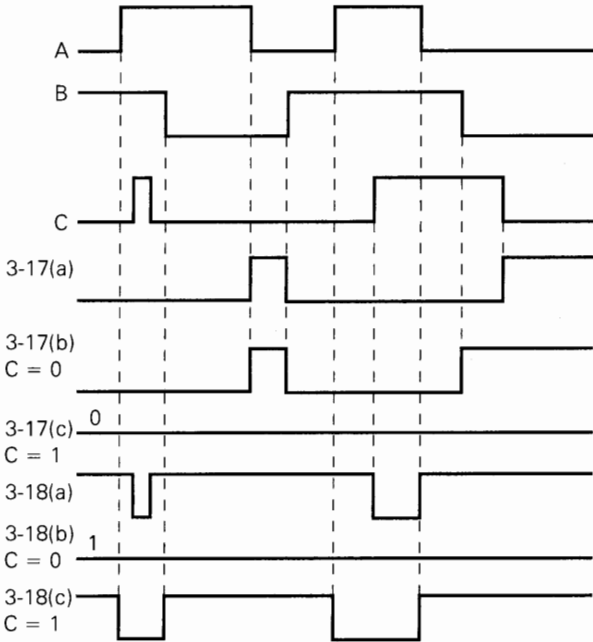 A
B
C
3-17(a)
3-17(b)
C = 0
0
3-17(c)
C = 1
3-18(a)
3-18(b)
1
C = 0
3-18(c)
C = 1